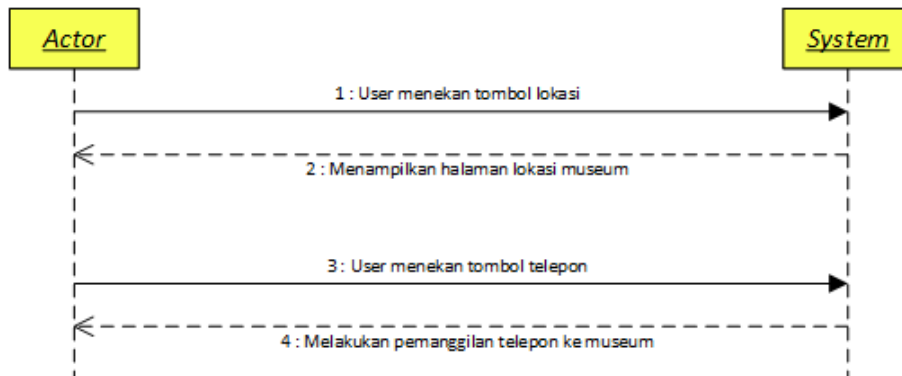 Actor
System
1 : User menekan tombol lokasi
2 : Menampilkan halaman lokasi museum
3 : User menekan tombol telepon
4 : Melakukan pemanggilan telepon ke museum